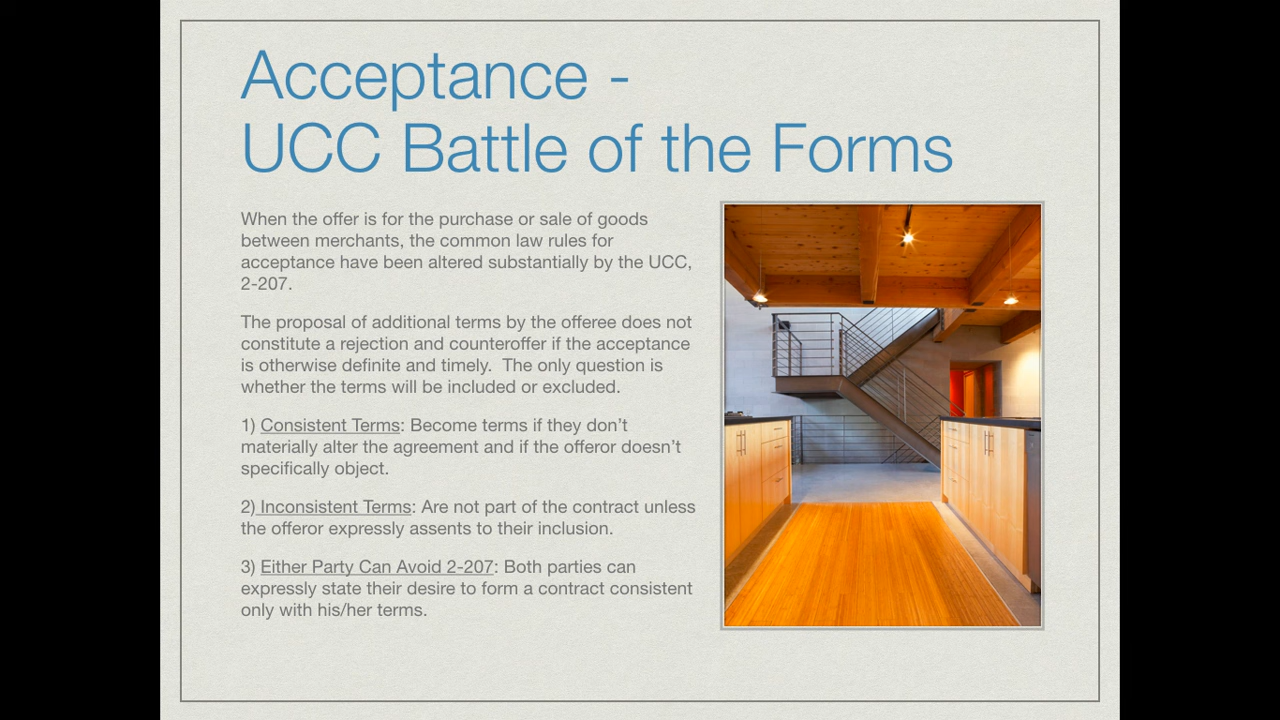 Acceptance -
UCC Battle of the Forms
When the offer is for the purchase or sale of goods
between merchants, the common law rules for
acceptance have been altered substantially by the UCC,
2-207.
The proposal of additional terms by the offeree does not
constitute a rejection and counteroffer if the acceptance
is otherwise definite and timely.  The only question is
whether the terms will be included or excluded.
1) Consistent Terms: Become terms if they don’t
materially alter the agreement and if the offeror doesn’t
specifically object.
2) Inconsistent Terms: Are not part of the contract unless
the offeror expressly assents to their inclusion.
3) Either Party Can Avoid 2-207: Both parties can
expressly state their desire to form a contract consistent
only with his/her terms.